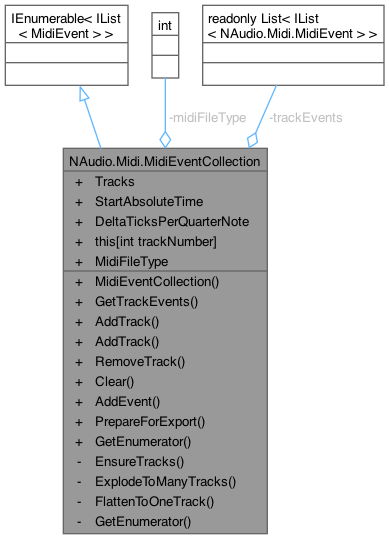 IEnumerable< IList
< MidiEvent > >
int
readonly List< IList
< NAudio.Midi.MidiEvent > >
-midiFileType
-trackEvents
NAudio.Midi.MidiEventCollection
+ Tracks
+ StartAbsoluteTime
+ DeltaTicksPerQuarterNote
+ this[int trackNumber]
+ MidiFileType
+ MidiEventCollection()
+ GetTrackEvents()
+ AddTrack()
+ AddTrack()
+ RemoveTrack()
+ Clear()
+ AddEvent()
+ PrepareForExport()
+ GetEnumerator()
- EnsureTracks()
- ExplodeToManyTracks()
- FlattenToOneTrack()
- GetEnumerator()